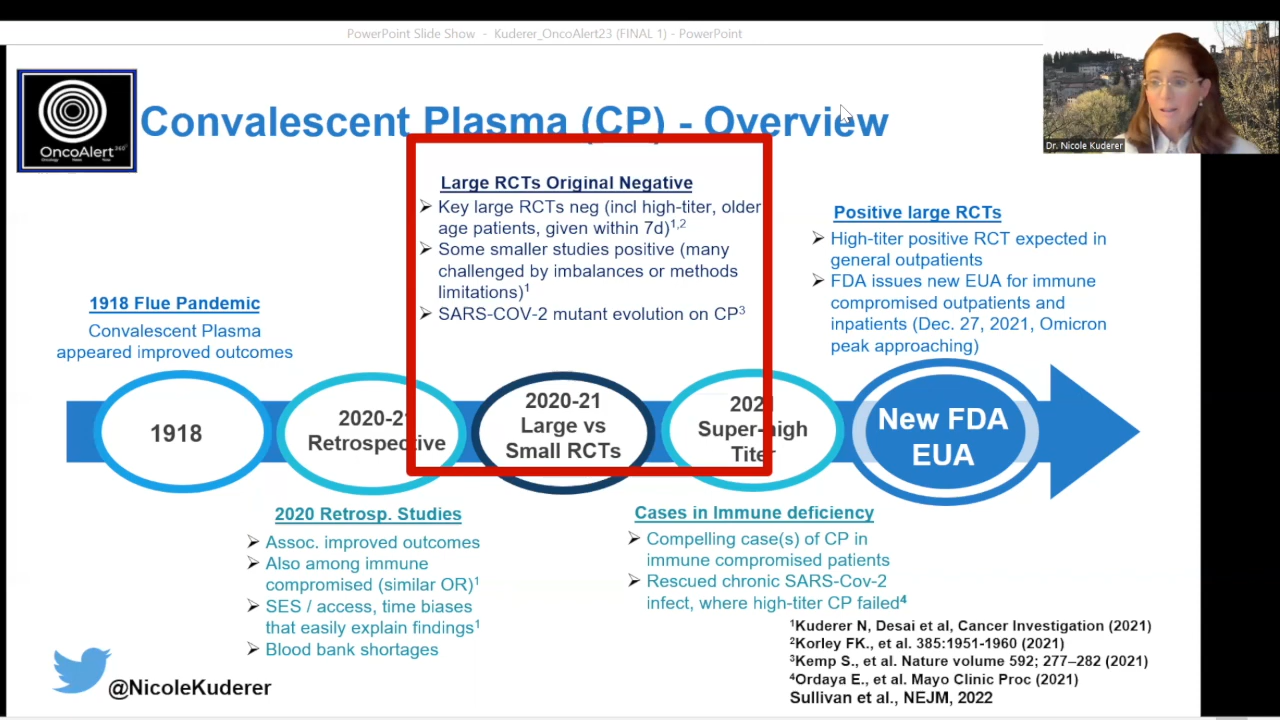 PowerPoint Slide Show - Kuderer_OncoAlert23 (FINAL 1) - PowerPoint
OncoAlert 360°
Convalescent Plasma (CP) - Overview
Dr. Nicole Kuderer
1918 Flue Pandemic
Convalescent Plasma
appeared improved outcomes
Large RCTs Original Negative
➢ Key large RCTs neg (incl high-titer, older
age patients, given within 7d)¹,²
➢ Some smaller studies positive (many
challenged by imbalances or methods
limitations)¹
➢ SARS-COV-2 mutant evolution on CP³
Positive large RCTs
➢ High-titer positive RCT expected in
general outpatients
➢ FDA issues new EUA for immune
compromised outpatients and
inpatients (Dec. 27, 2021, Omicron
peak approaching)
1918
2020-21
Retrospective
2020-21
Large vs
Small RCTs
2021
Super-high
Titer
New FDA
EUA
2020 Retrosp. Studies
➢ Assoc. improved outcomes
➢ Also among immune
compromised (similar OR)¹
➢ SES / access, time biases
that easily explain findings¹
➢ Blood bank shortages
Cases in Immune deficiency
➢ Compelling case(s) of CP in
immune compromised patients
➢ Rescued chronic SARS-Cov-2
infect, where high-titer CP failed⁴
¹Kuderer N, Desai et al, Cancer Investigation (2021)
²Korley FK., et al. 385:1951-1960 (2021)
³Kemp S., et al. Nature volume 592; 277–282 (2021)
⁴Ordaya E., et al. Mayo Clinic Proc (2021)
Sullivan et al., NEJM, 2022
@NicoleKuderer